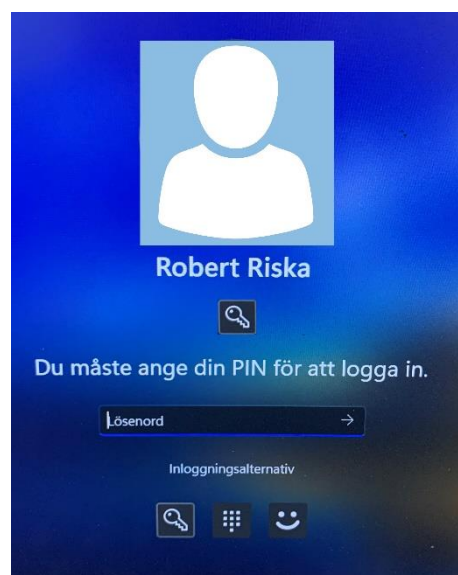 Robert Riska
Du måste ange din PIN för att logga in.
Lösenord
Inloggningsalternativ